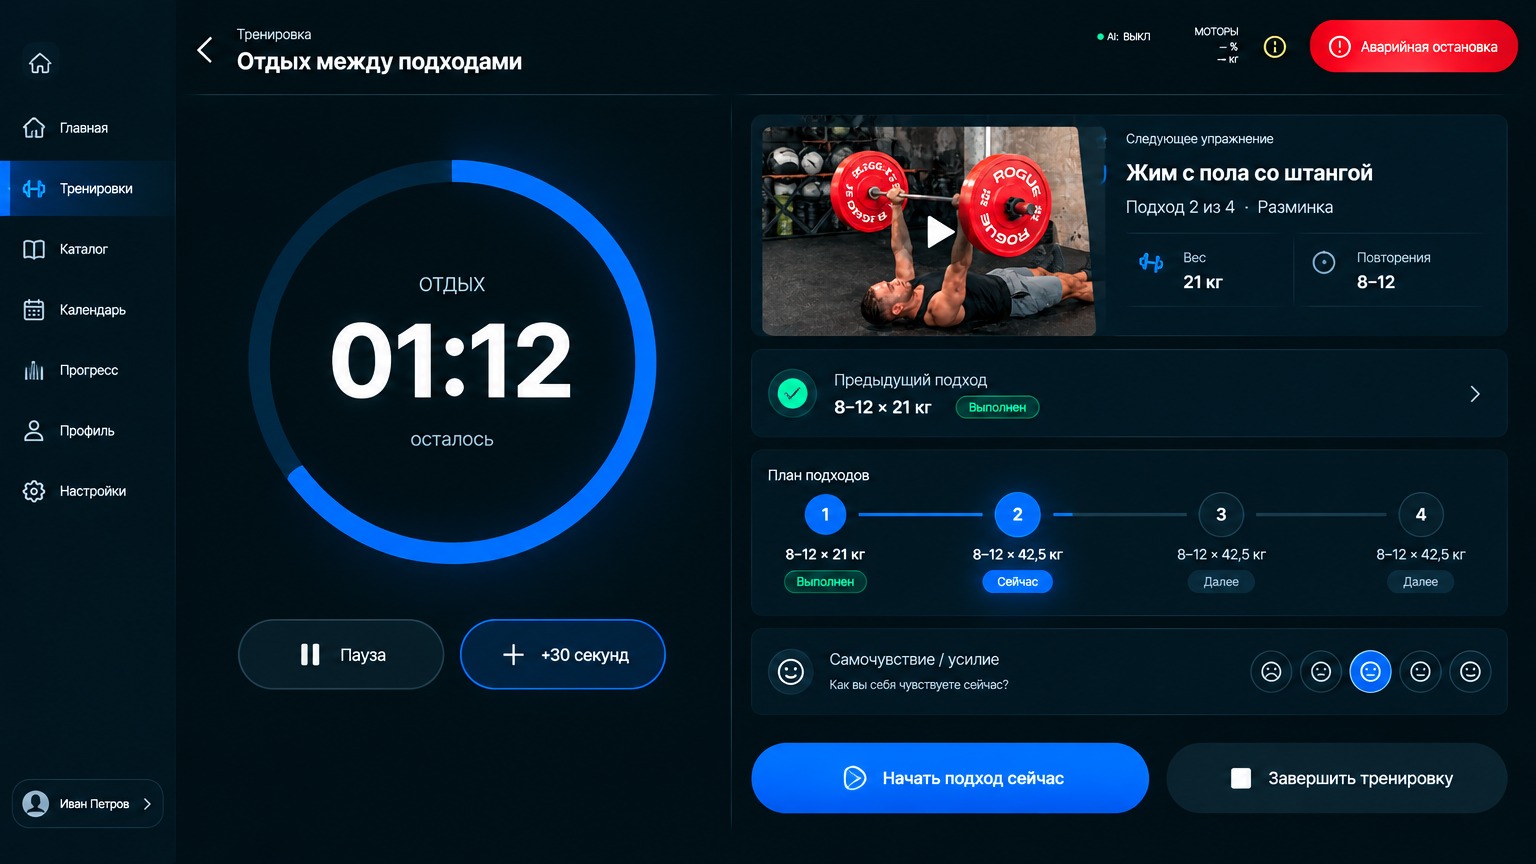 Тренировка
Отдых между подходами
AI: ВЫКЛ
МОТОРЫ
– %
-– кг
Аварийная остановка
Главная
Тренировки
Каталог
Календарь
Прогресс
Профиль
Настройки
Иван Петров
ОТДЫХ
01:12
осталось
Пауза
+30 секунд
ROGUE
ROGUE
Следующее упражнение
Жим с пола со штангой
Подход 2 из 4 · Разминка
Вес
21 кг
Повторения
8–12
Предыдущий подход
8–12 × 21 кг
Выполнен
План подходов
1
2
3
4
8–12 × 21 кг
8–12 × 42,5 кг
8–12 × 42,5 кг
8–12 × 42,5 кг
Выполнен
Сейчас
Далее
Далее
Самочувствие / усилие
Как вы себя чувствуете сейчас?
Начать подход сейчас
Завершить тренировку